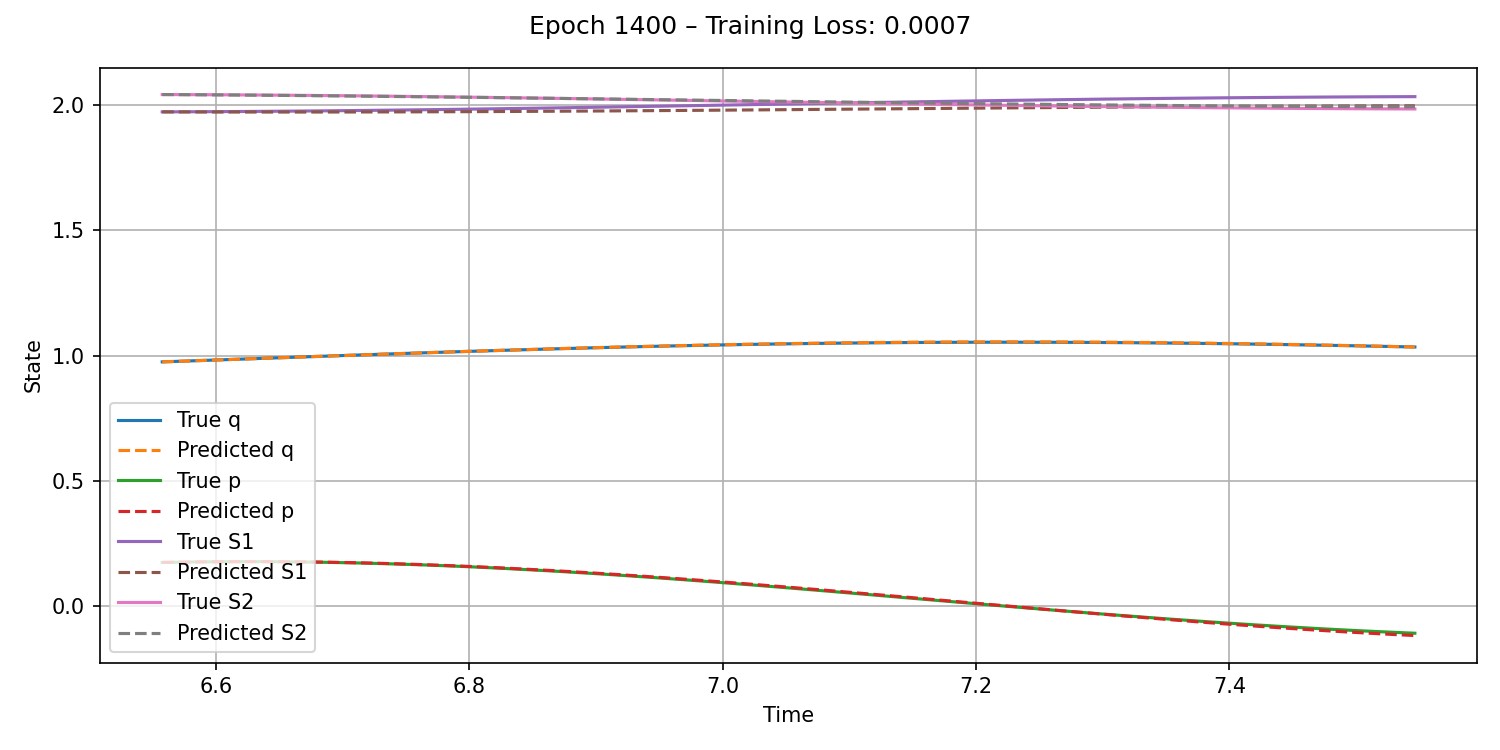 Epoch 1400 – Training Loss: 0.0007
2.0
1.5
1.0
0.5
0.0
State
True q
Predicted q
True p
Predicted p
True S1
Predicted S1
True S2
Predicted S2
6.6 6.8 7.0 7.2 7.4
Time